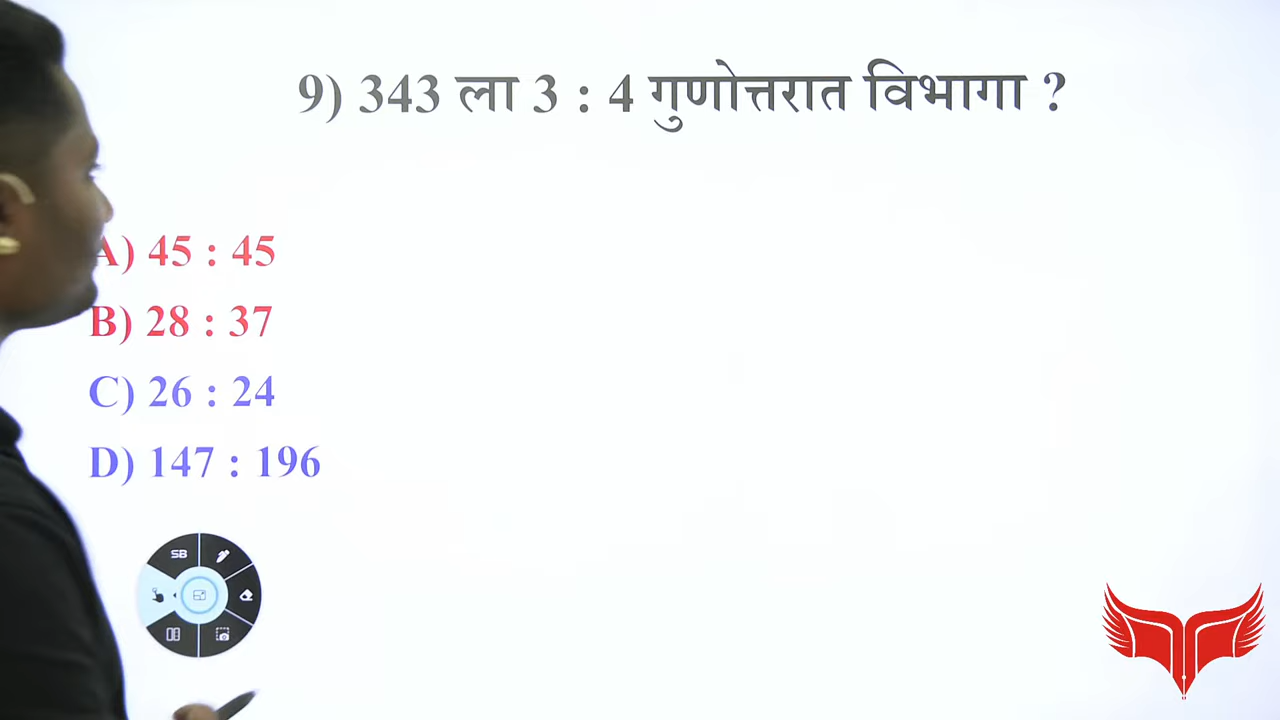 9) 343 ला 3 : 4 गुणोत्तरात विभागा ?
A) 45 : 45
B) 28 : 37
C) 26 : 24
D) 147 : 196
SB